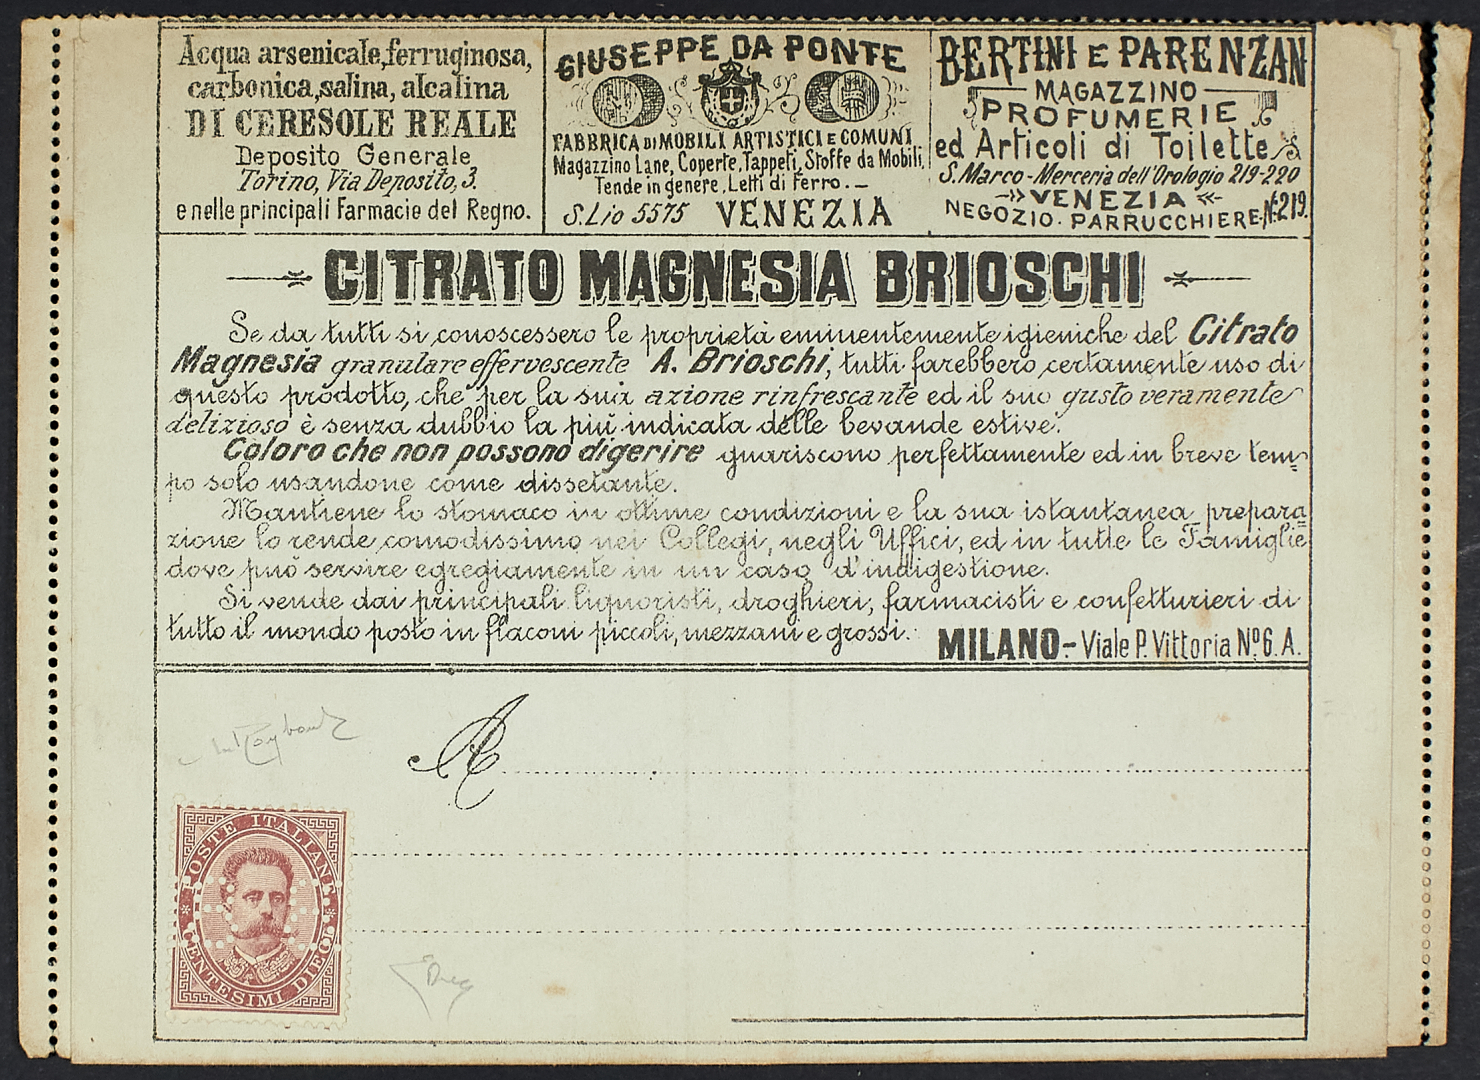 Acqua arsenicale, ferruginosa,
carbonica, salina, alcalina
DI CERESOLE REALE
Deposito Generale
Torino, Via Deposito, 3.
e nelle principali Farmacie del Regno.
GIUSEPPE DA PONTE
FABBRICA DI MOBILI ARTISTICI E COMUNI
Magazzino Lane, Coperte, Tappeti, Stoffe da Mobili,
Tende in genere, Letti di Ferro.—
S. Lio 5575 VENEZIA
BERTINI E PARENZAN
MAGAZZINO
PROFUMERIE
ed Articoli di Toilette
S. Marco - Merceria dell'Orologio 219-220
VENEZIA
NEGOZIO. PARRUCCHIERE. N.º 219.
CITRATO MAGNESIA BRIOSCHI
Se da tutti si conoscessero le proprietà eminentemente igieniche del Citrato
Magnesia granulare effervescente A. Brioschi, tutti farebbero certamente uso di
questo prodotto, che per la sua azione rinfrescante ed il suo gusto veramente
delizioso è senza dubbio la più indicata delle bevande estive.
Coloro che non possono digerire guariscono perfettamente ed in breve tem=
po solo usandone come dissetante.
Mantiene lo stomaco in ottime condizioni e la sua istantanea prepara=
zione lo rende comodissimo nei Collegi, negli Uffici, ed in tutte le Famiglie
dove può servire egregiamente in un caso d'indigestione.
Si vende dai principali liquoristi, droghieri, farmacisti e confetturieri di
tutto il mondo posto in flaconi piccoli, mezzani e grossi.
MILANO - Viale P. Vittoria Nº 6. A.
A
POSTE ITALIANE
CENTESIMI DIECI